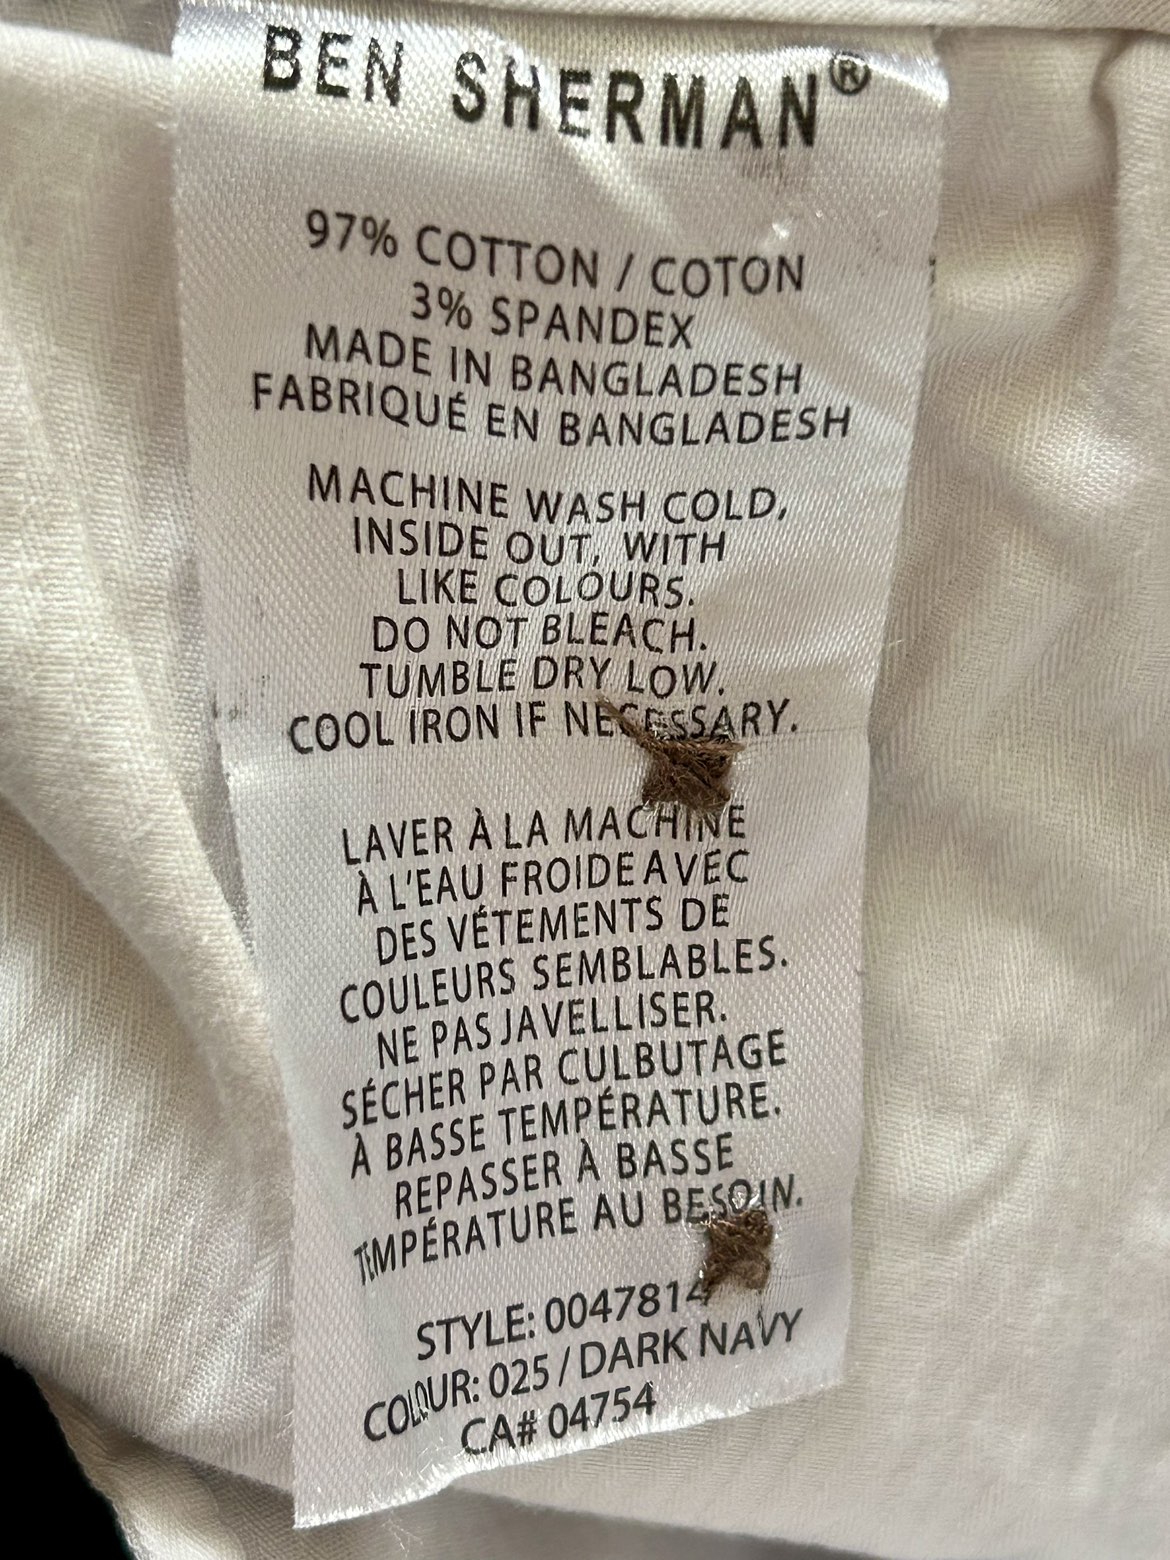 BEN SHERMAN®
97% COTTON / COTON
3% SPANDEX
MADE IN BANGLADESH
FABRIQUÉ EN BANGLADESH
MACHINE WASH COLD,
INSIDE OUT, WITH
LIKE COLOURS.
DO NOT BLEACH.
TUMBLE DRY LOW.
COOL IRON IF NECESSARY.
LAVER À LA MACHINE
À L'EAU FROIDE AVEC
DES VÉTEMENTS DE
COULEURS SEMBLABLES.
NE PAS JAVELLISER.
SÉCHER PAR CULBUTAGE
À BASSE TEMPÉRATURE.
REPASSER À BASSE
TEMPÉRATURE AU BESOIN.
STYLE: 0047814
COLOUR: 025 / DARK NAVY
CA# 04754